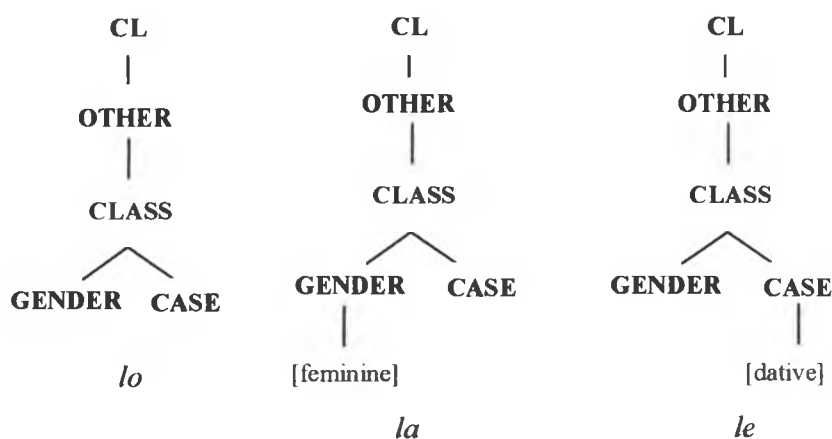 CL CL CL
OTHER OTHER OTHER
CLASS CLASS CLASS
GENDER CASE GENDER CASE GENDER CASE
lo [feminine] [dative]
la le